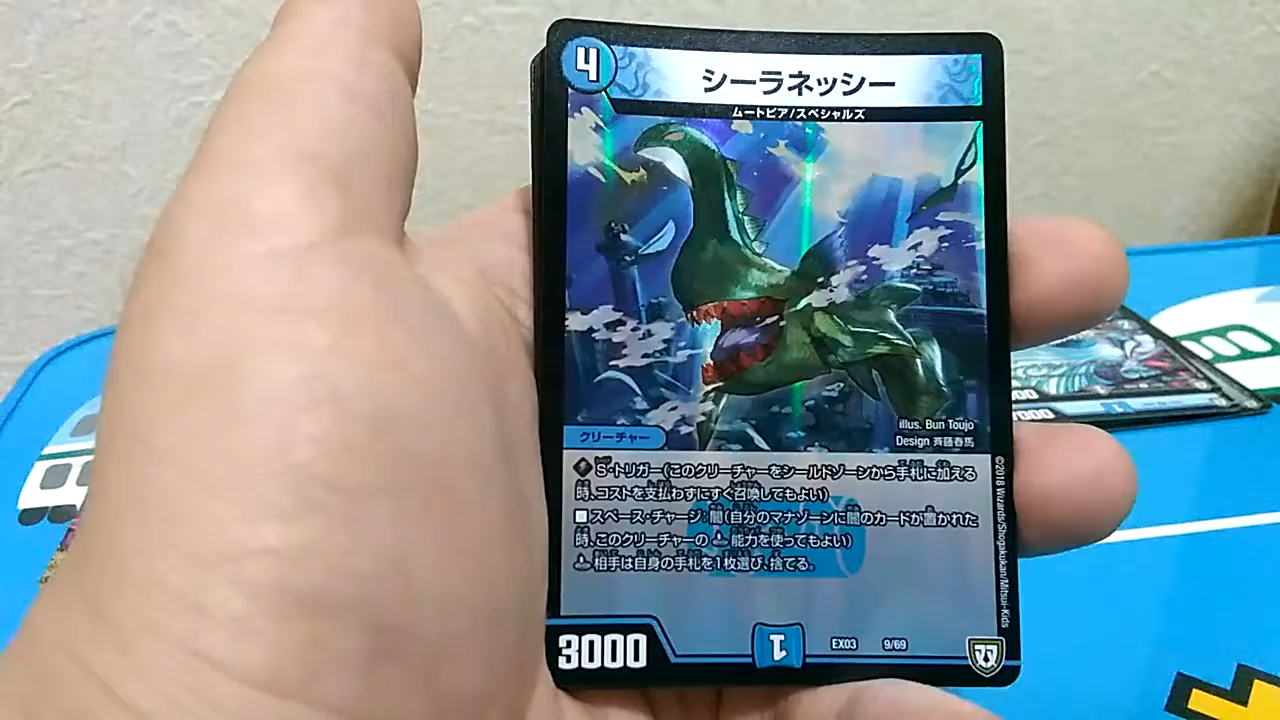 4
シーラネッシー
ムートピア/スペシャルズ
illus. Bun Toujo
Design 斉藤春馬
クリーチャー
S・トリガー(このクリーチャーをシールドゾーンから手札に加える
時、コストを支払わずにすぐ召喚してもよい)
■スペース・チャージ:闇(自分のマナゾーンに闇のカードが置かれた
時、このクリーチャーの 能力を使ってもよい)
相手は自身の手札を1枚選び、捨てる。
©2018 Wizards/Shogakukan/Mitsui-Kids
3000
1
EX03 9/69
双